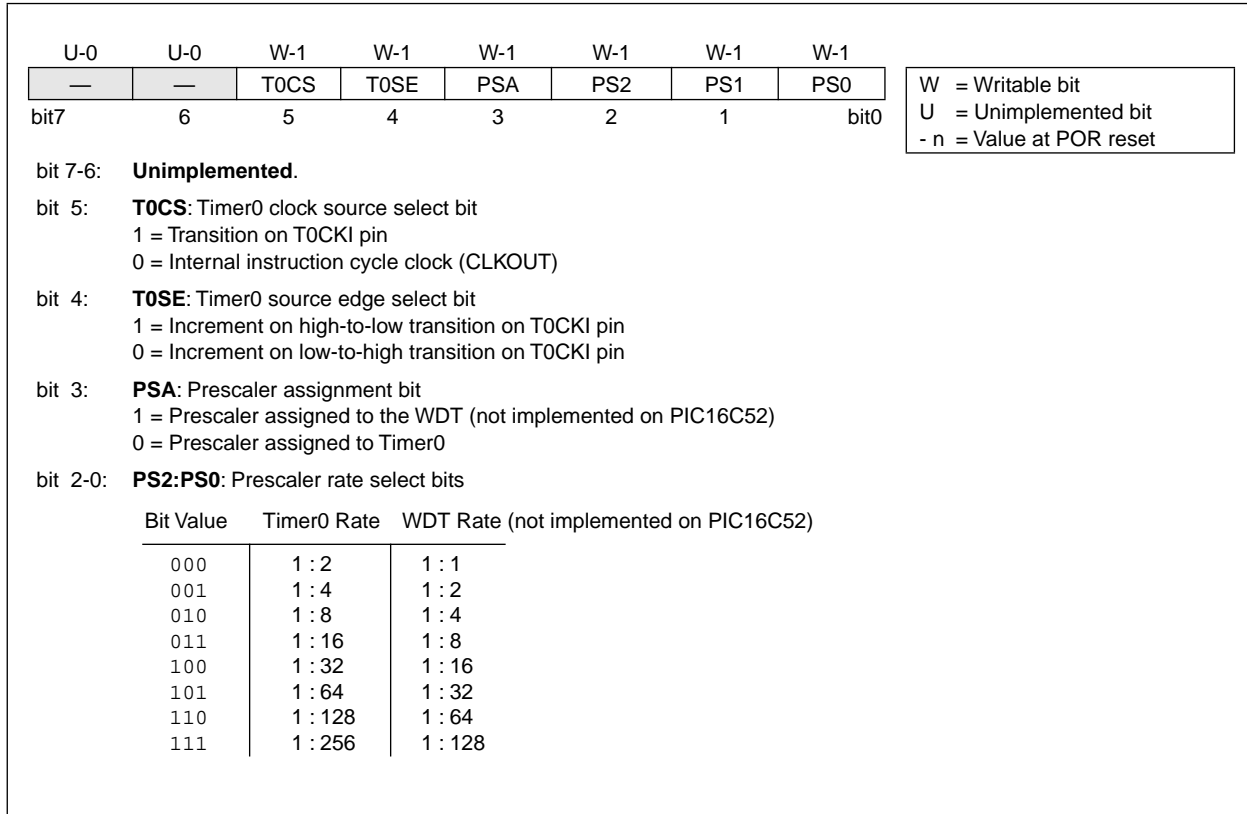 U-0 U-0 W-1 W-1 W-1 W-1 W-1 W-1
— — T0CS T0SE PSA PS2 PS1 PS0
bit7 6 5 4 3 2 1 bit0
W = Writable bit
U = Unimplemented bit
- n = Value at POR reset
bit 7-6: Unimplemented.
bit 5: T0CS: Timer0 clock source select bit
1 = Transition on T0CKI pin
0 = Internal instruction cycle clock (CLKOUT)
bit 4: T0SE: Timer0 source edge select bit
1 = Increment on high-to-low transition on T0CKI pin
0 = Increment on low-to-high transition on T0CKI pin
bit 3: PSA: Prescaler assignment bit
1 = Prescaler assigned to the WDT (not implemented on PIC16C52)
0 = Prescaler assigned to Timer0
bit 2-0: PS2:PS0: Prescaler rate select bits
Bit Value Timer0 Rate WDT Rate (not implemented on PIC16C52)
000 1 : 2 1 : 1
001 1 : 4 1 : 2
010 1 : 8 1 : 4
011 1 : 16 1 : 8
100 1 : 32 1 : 16
101 1 : 64 1 : 32
110 1 : 128 1 : 64
111 1 : 256 1 : 128